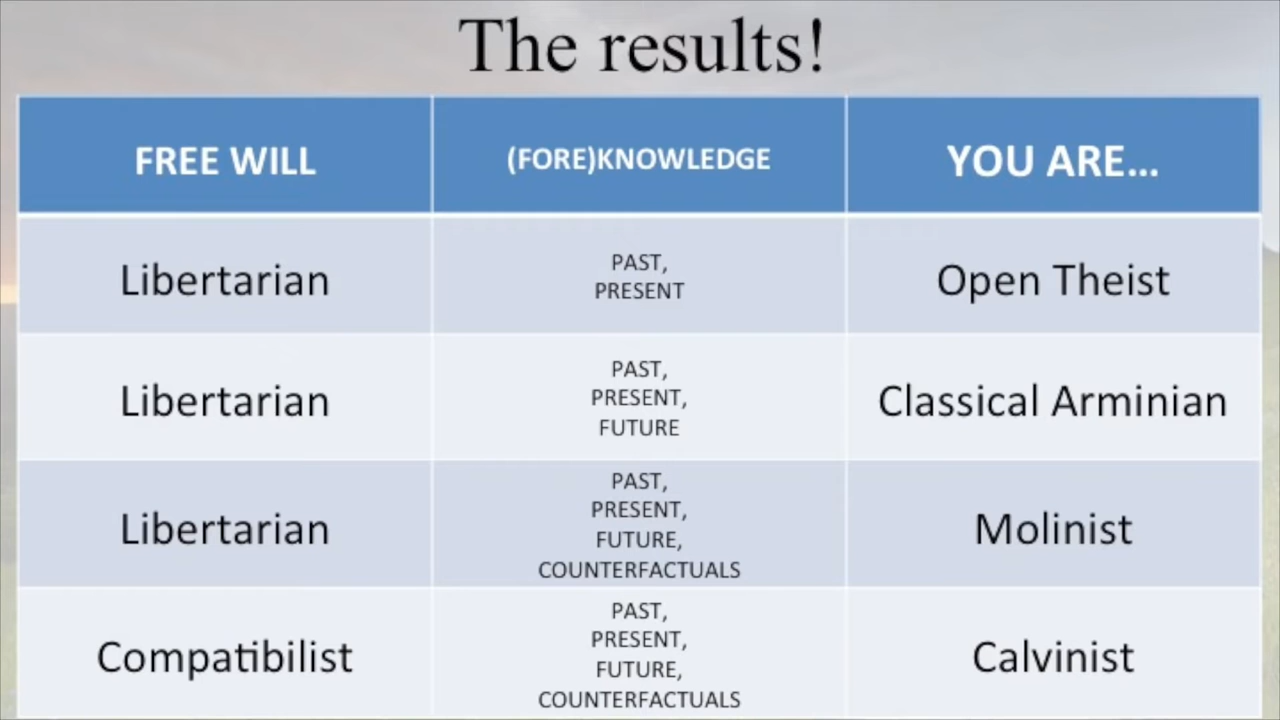 The results!
FREE WILL
(FORE)KNOWLEDGE
YOU ARE...
Libertarian
PAST,
PRESENT
Open Theist
Libertarian
PAST,
PRESENT,
FUTURE
Classical Arminian
Libertarian
PAST,
PRESENT,
FUTURE,
COUNTERFACTUALS
Molinist
Compatibilist
PAST,
PRESENT,
FUTURE,
COUNTERFACTUALS
Calvinist